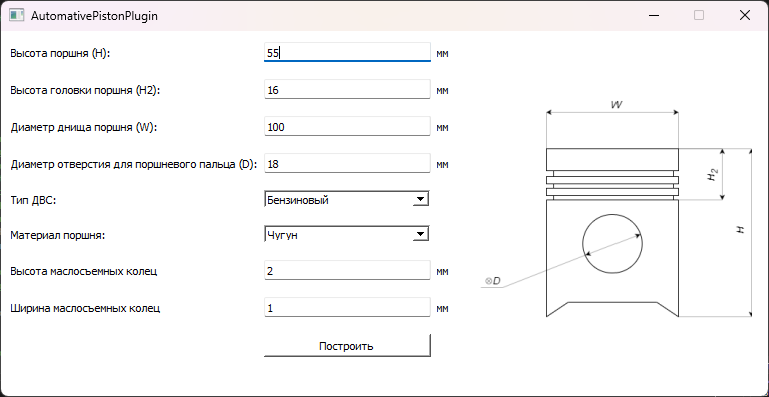 AutomativePistonPlugin
Высота поршня (H): 55 мм
Высота головки поршня (H2): 16 мм
Диаметр днища поршня (W): 100 мм
Диаметр отверстия для поршневого пальца (D): 18 мм
Тип ДВС: Бензиновый
Материал поршня: Чугун
Высота маслосъемных колец 2 мм
Ширина маслосъемных колец 1 мм
Построить
W
H2
H
⊗D